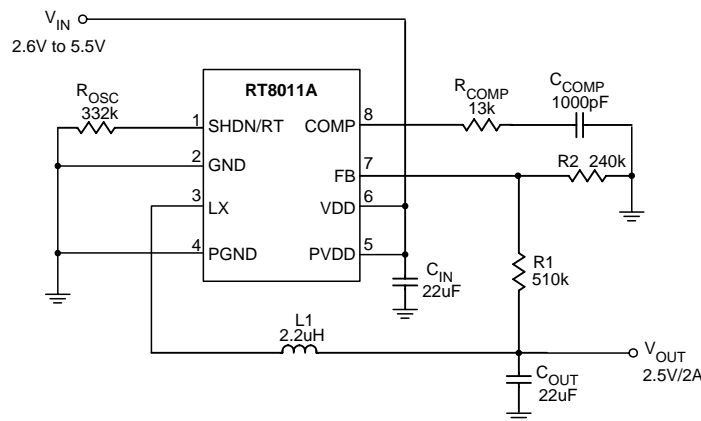 VIN
2.6V to 5.5V
ROSC
332k
RT8011A
RCOMP
13k
CCOMP
1000pF
1
SHDN/RT
COMP
8
2
GND
FB
7
R2 240k
3
LX
VDD
6
4
PGND
PVDD
5
CIN
22uF
R1
510k
L1
2.2uH
VOUT
2.5V/2A
COUT
22uF